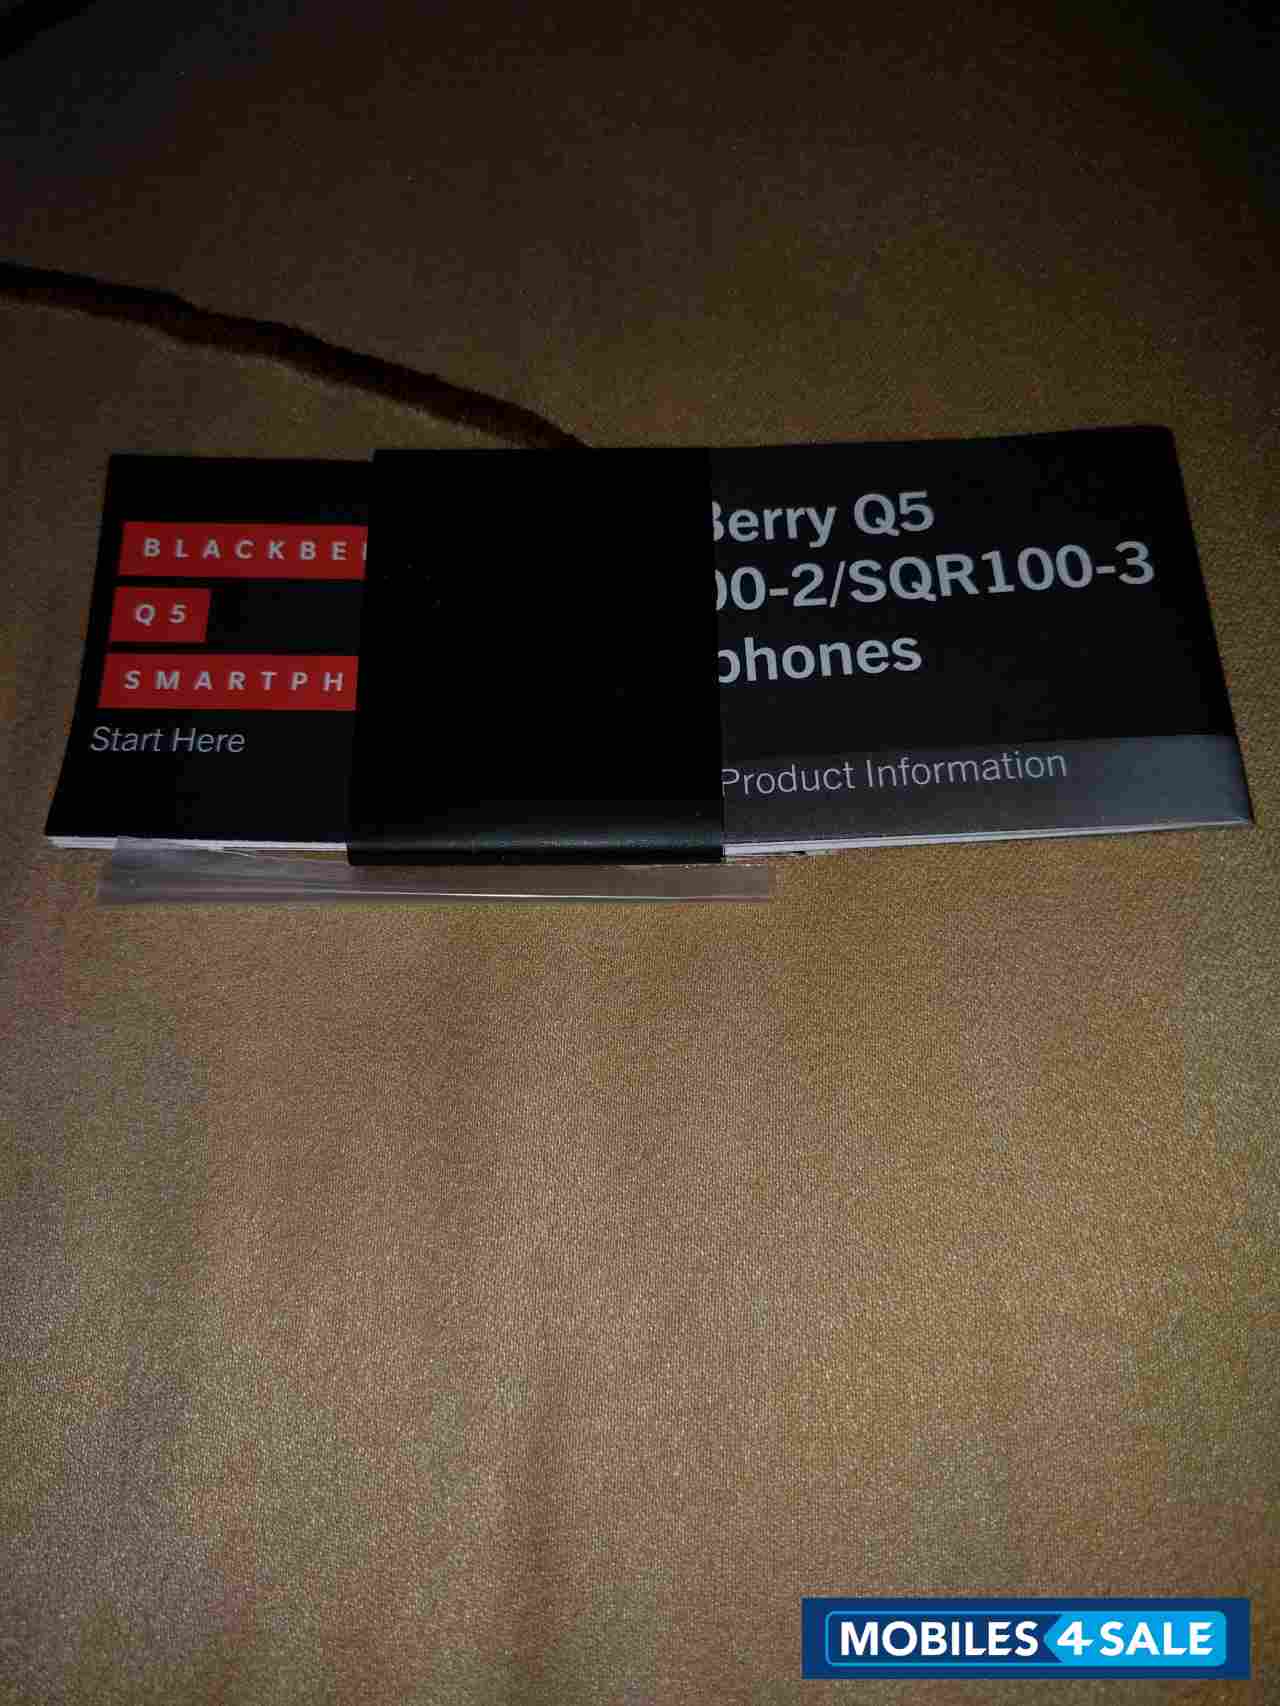 BLACKBE
Q5
SMARTPH
Start Here
Berry Q5
00-2/SQR100-3
phones
Product Information
MOBILES 4 SALE